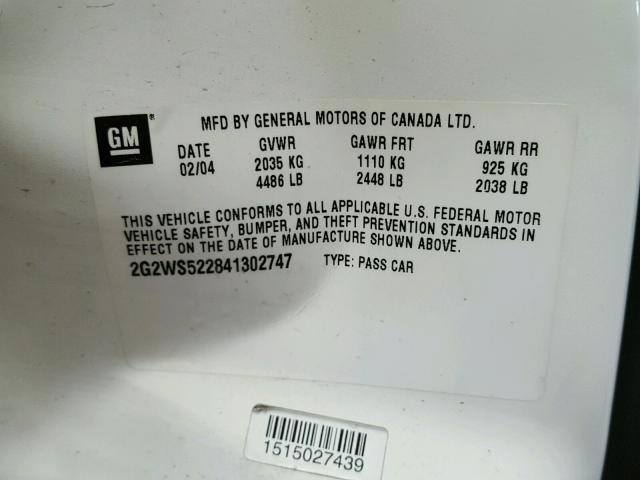 GM ®
MFD BY GENERAL MOTORS OF CANADA LTD.
DATE GVWR GAWR FRT GAWR RR
02/04 2035 KG 1110 KG 925 KG
4486 LB 2448 LB 2038 LB
THIS VEHICLE CONFORMS TO ALL APPLICABLE U.S. FEDERAL MOTOR
VEHICLE SAFETY, BUMPER, AND THEFT PREVENTION STANDARDS IN
EFFECT ON THE DATE OF MANUFACTURE SHOWN ABOVE.
2G2WS522841302747 TYPE: PASS CAR
1515027439